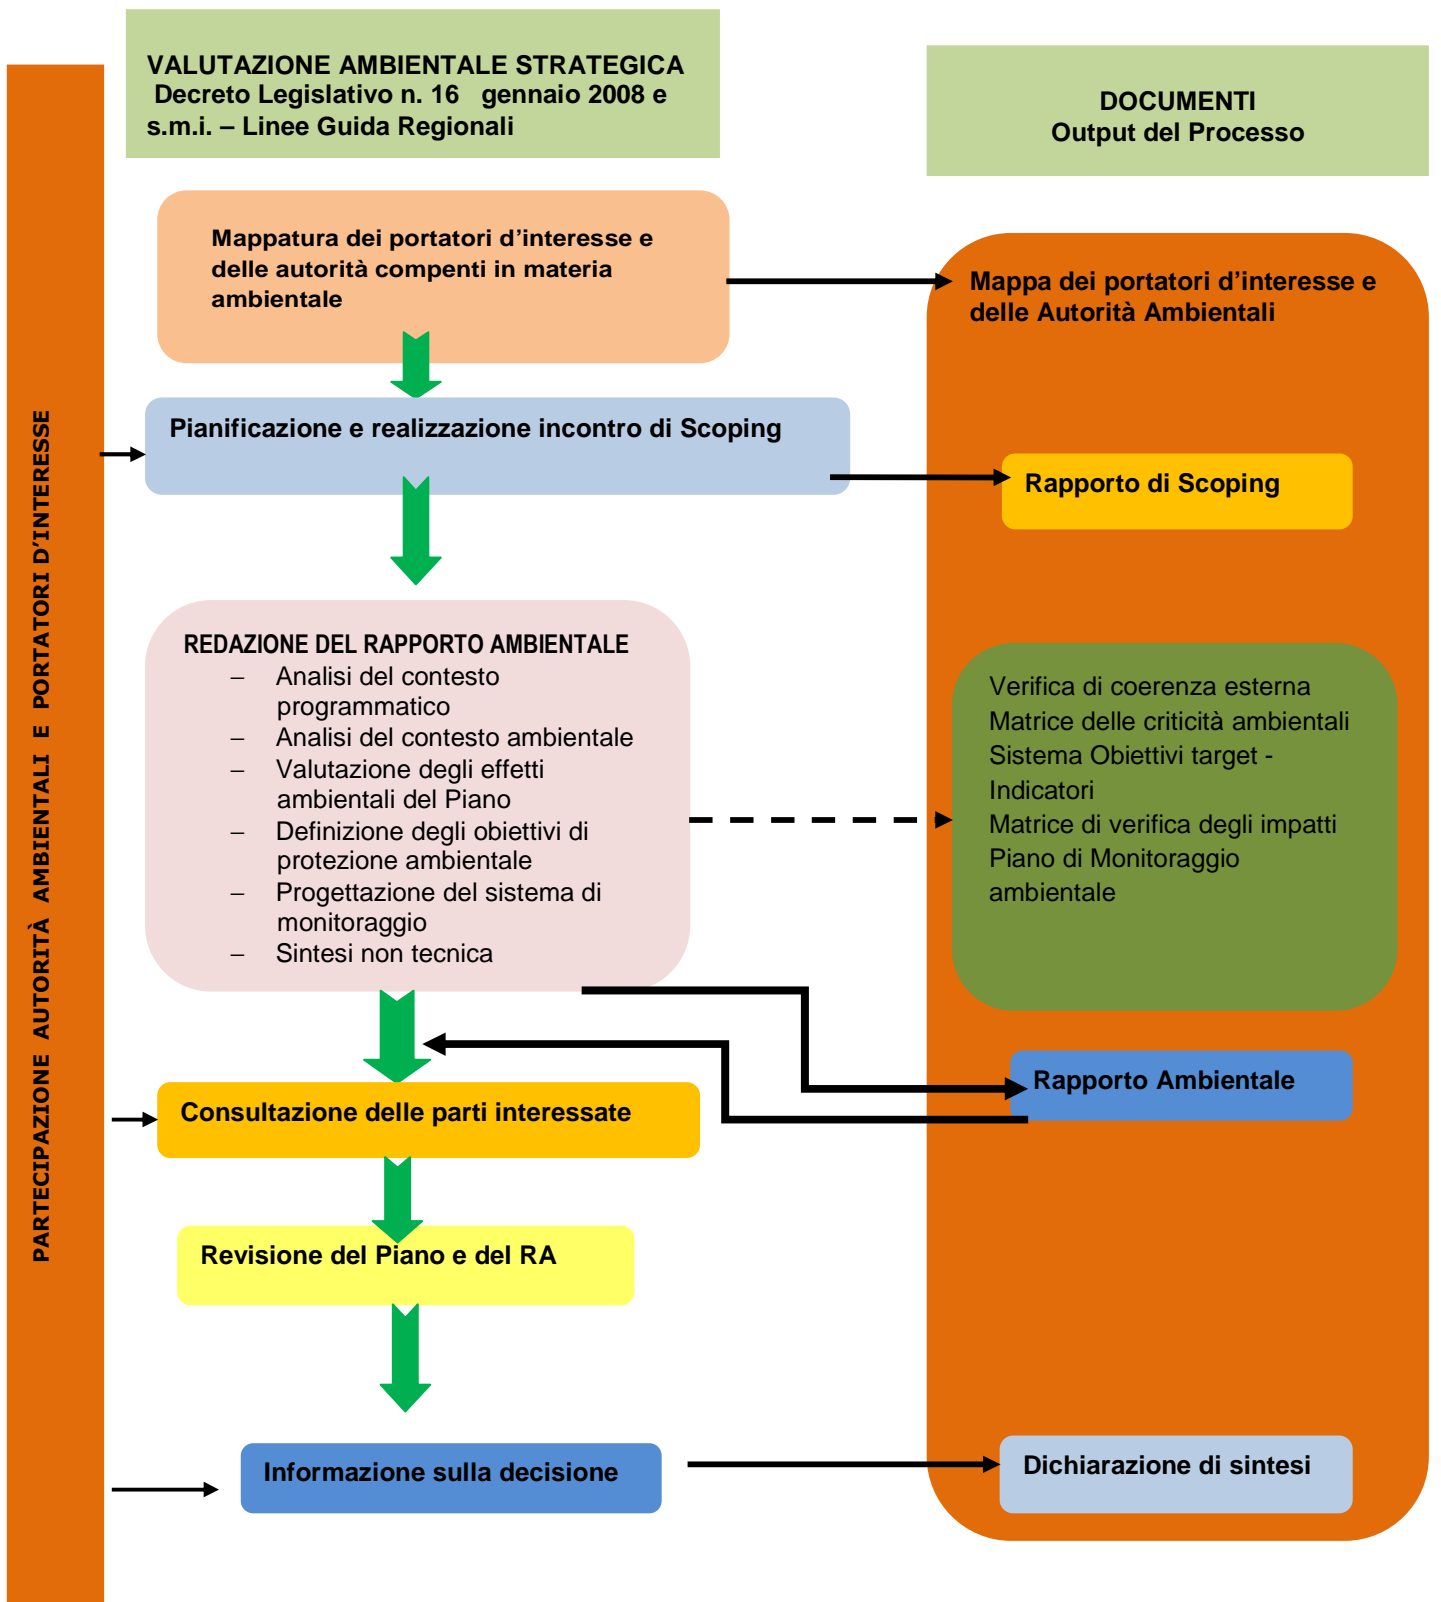 VALUTAZIONE AMBIENTALE STRATEGICA
Decreto Legislativo n. 16 gennaio 2008 e
s.m.i. – Linee Guida Regionali
DOCUMENTI
Output del Processo
PARTECIPAZIONE AUTORITÀ AMBIENTALI E PORTATORI D’INTERESSE
Mappatura dei portatori d’interesse e
delle autorità compenti in materia
ambientale
Mappa dei portatori d’interesse e
delle Autorità Ambientali
Pianificazione e realizzazione incontro di Scoping
Rapporto di Scoping
REDAZIONE DEL RAPPORTO AMBIENTALE
– Analisi del contesto
programmatico
– Analisi del contesto ambientale
– Valutazione degli effetti
ambientali del Piano
– Definizione degli obiettivi di
protezione ambientale
– Progettazione del sistema di
monitoraggio
– Sintesi non tecnica
Verifica di coerenza esterna
Matrice delle criticità ambientali
Sistema Obiettivi target -
Indicatori
Matrice di verifica degli impatti
Piano di Monitoraggio
ambientale
Rapporto Ambientale
Consultazione delle parti interessate
Revisione del Piano e del RA
Informazione sulla decisione
Dichiarazione di sintesi